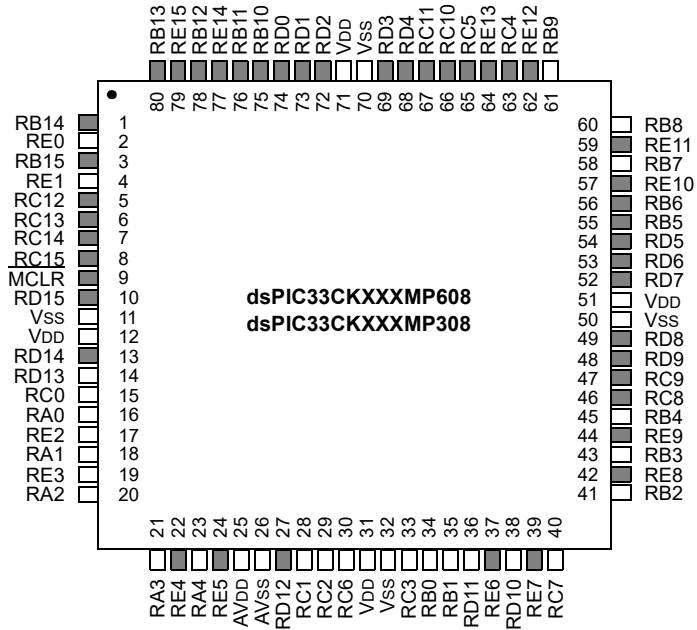 RB13 RE15 RB12 RE14 RB11 RB10 RD0 RD1 RD2 VDD VSS RD3 RD4 RC11 RC10 RC5 RE13 RC4 RE12 RB9
80 79 78 77 76 75 74 73 72 71 70 69 68 67 66 65 64 63 62 61
RB14 1 60 RB8
RE0 2 59 RE11
RB15 3 58 RB7
RE1 4 57 RE10
RC12 5 56 RB6
RC13 6 55 RB5
RC14 7 54 RD5
RC15 8 53 RD6
MCLR 9 52 RD7
RD15 10 51 VDD
VSS 11 50 VSS
VDD 12 49 RD8
RD14 13 48 RD9
RD13 14 47 RC9
RC0 15 46 RC8
RA0 16 45 RB4
RE2 17 44 RE9
RA1 18 43 RB3
RE3 19 42 RE8
RA2 20 41 RB2
dsPIC33CKXXXMP608
dsPIC33CKXXXMP308
21 22 23 24 25 26 27 28 29 30 31 32 33 34 35 36 37 38 39 40
RA3 RE4 RA4 RE5 AVDD AVSS RD12 RC1 RC2 RC6 VDD VSS RC3 RB0 RB1 RD11 RE6 RD10 RE7 RC7